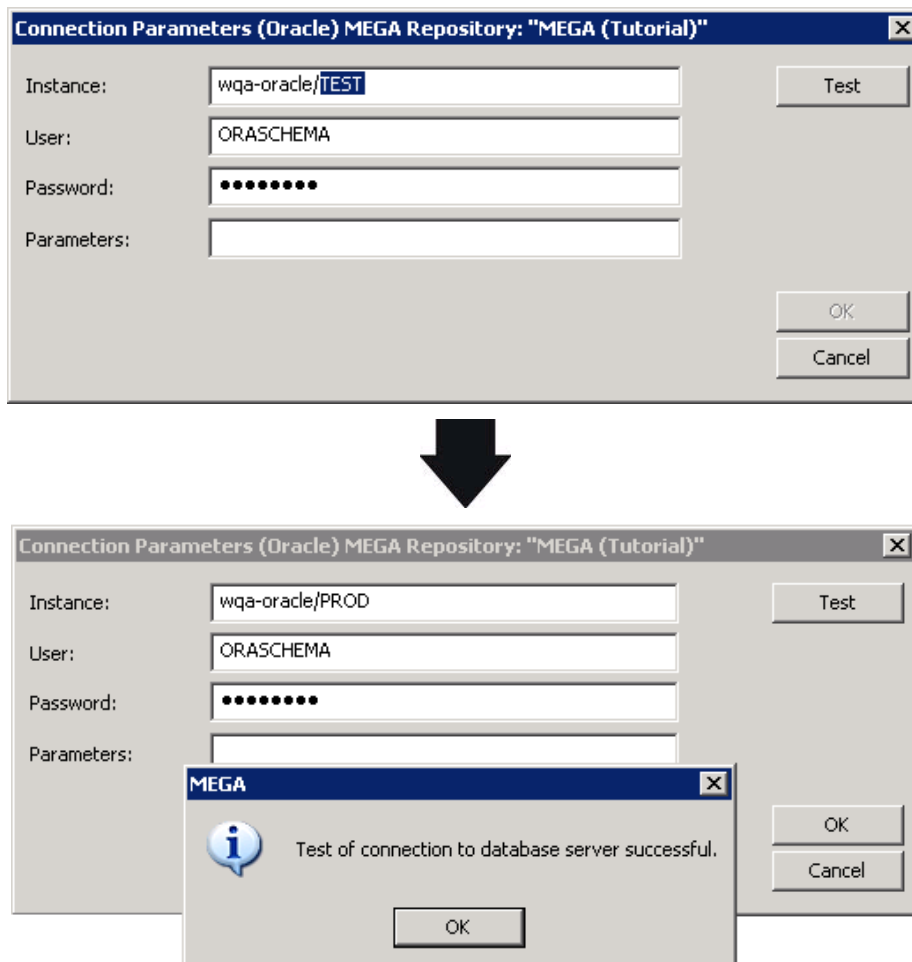 Connection Parameters (Oracle) MEGA Repository: "MEGA (Tutorial)"
Instance: wqa-oracle/TEST Test
User: ORASCHEMA
Password: ●●●●●●●●
Parameters:
OK
Cancel
Connection Parameters (Oracle) MEGA Repository: "MEGA (Tutorial)"
Instance: wqa-oracle/PROD Test
User: ORASCHEMA
Password: ●●●●●●●●
Parameters:
MEGA
OK
Test of connection to database server successful.
Cancel
OK